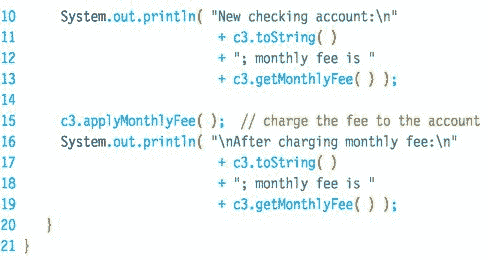 10 System.out.println( "New checking account:\n"
11 + c3.toString( )
12 + "; monthly fee is "
13 + c3.getMonthlyFee( ) );
14
15 c3.applyMonthlyFee( ); // charge the fee to the account
16 System.out.println( "\nAfter charging monthly fee:\n"
17 + c3.toString( )
18 + "; monthly fee is "
19 + c3.getMonthlyFee( ) );
20 }
21 }